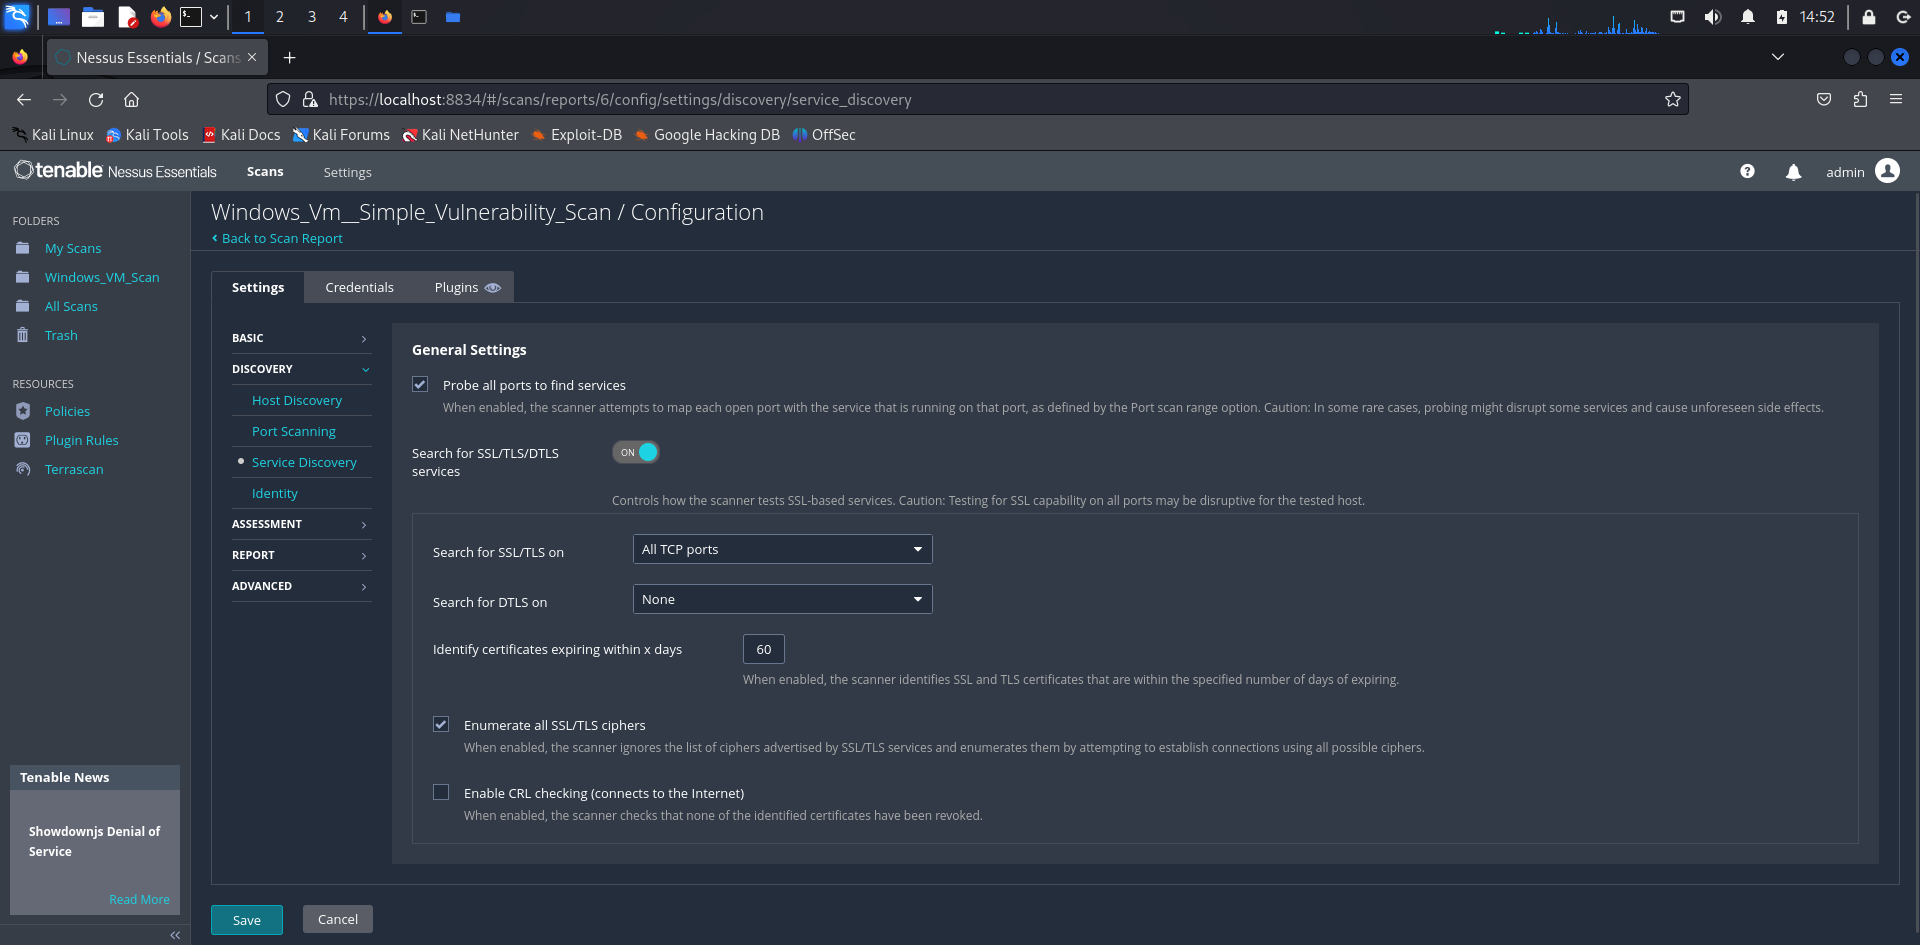 1 2 3 4
14:52
Nessus Essentials / Scans
https://localhost:8834/#/scans/reports/6/config/settings/discovery/service_discovery
Kali Linux Kali Tools Kali Docs Kali Forums Kali NetHunter Exploit-DB Google Hacking DB OffSec
tenable Nessus Essentials Scans Settings admin
FOLDERS
My Scans
Windows_VM_Scan
All Scans
Trash
RESOURCES
Policies
Plugin Rules
Terrascan
Tenable News
Showdownjs Denial of
Service
Read More
Windows_Vm__Simple_Vulnerability_Scan / Configuration
Back to Scan Report
Settings Credentials Plugins
BASIC
DISCOVERY
Host Discovery
Port Scanning
Service Discovery
Identity
ASSESSMENT
REPORT
ADVANCED
General Settings
Probe all ports to find services
When enabled, the scanner attempts to map each open port with the service that is running on that port, as defined by the Port scan range option. Caution: In some rare cases, probing might disrupt some services and cause unforeseen side effects.
Search for SSL/TLS/DTLS
services
ON
Controls how the scanner tests SSL-based services. Caution: Testing for SSL capability on all ports may be disruptive for the tested host.
Search for SSL/TLS on All TCP ports
Search for DTLS on None
Identify certificates expiring within x days 60
When enabled, the scanner identifies SSL and TLS certificates that are within the specified number of days of expiring.
Enumerate all SSL/TLS ciphers
When enabled, the scanner ignores the list of ciphers advertised by SSL/TLS services and enumerates them by attempting to establish connections using all possible ciphers.
Enable CRL checking (connects to the Internet)
When enabled, the scanner checks that none of the identified certificates have been revoked.
Save Cancel